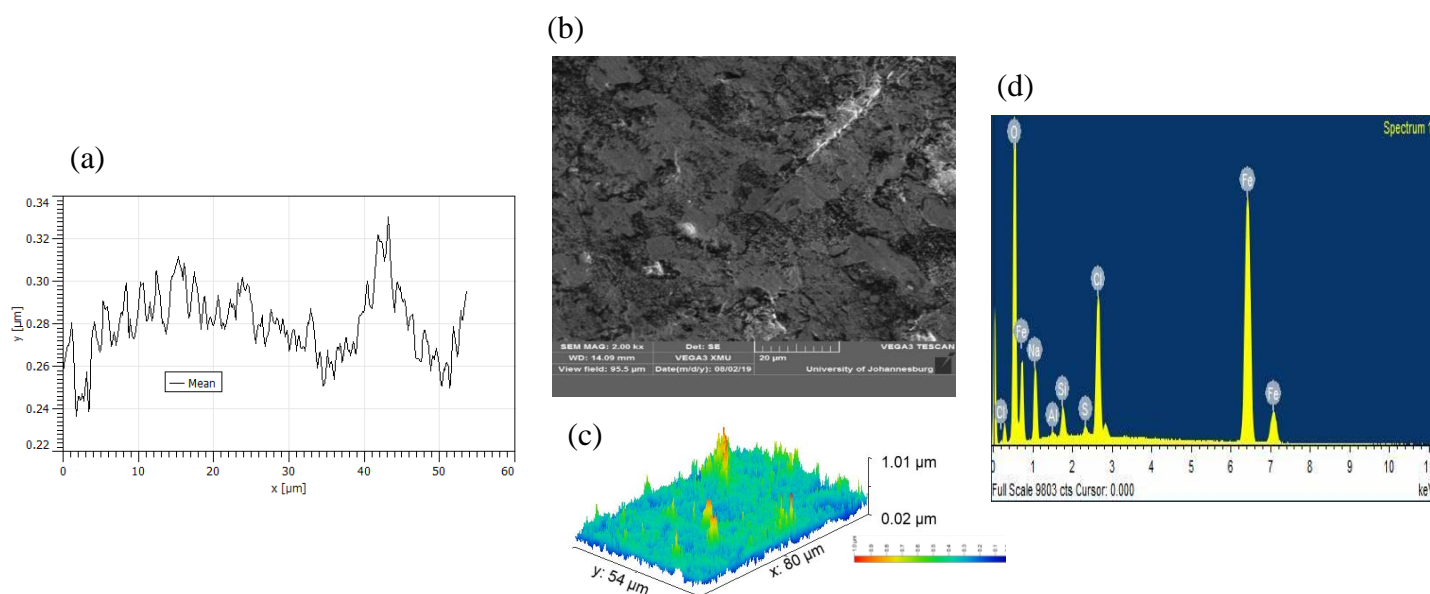 (a)
0.34
0.32
0.30
0.28
0.26
0.24
0.22
y [µm]
Mean
0 10 20 30 40 50 60
x [µm]
(b)
SEM MAG: 2.00 kx Det: SE VEGA3 TESCAN
WD: 14.09 mm VEGA3 XMU 20 µm
View field: 95.5 µm Date(m/d/y): 08/02/19 University of Johannesburg
(c)
1.01 µm
0.02 µm
x: 80 µm
y: 54 µm
(d)
Spectrum 1
O
Fe
Cl
Fe
Na
Si
Cl
Al
S
Fe
0 1 2 3 4 5 6 7 8 9 10 11
Full Scale 9803 cts Cursor: 0.000 keV